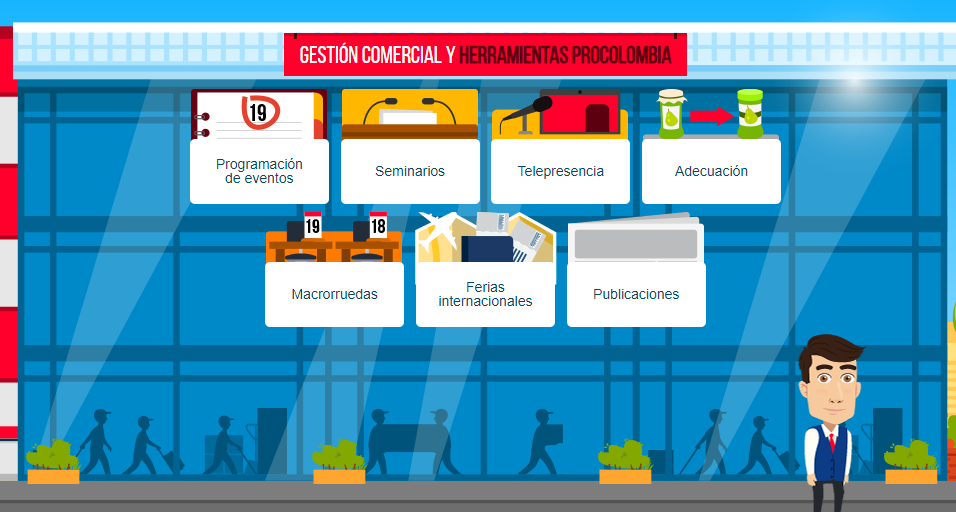 GESTIÓN COMERCIAL Y HERRAMIENTAS PROCOLOMBIA
19
Programación
de eventos
Seminarios
Telepresencia
Adecuación
19
18
Macrorruedas
Ferias
internacionales
Publicaciones